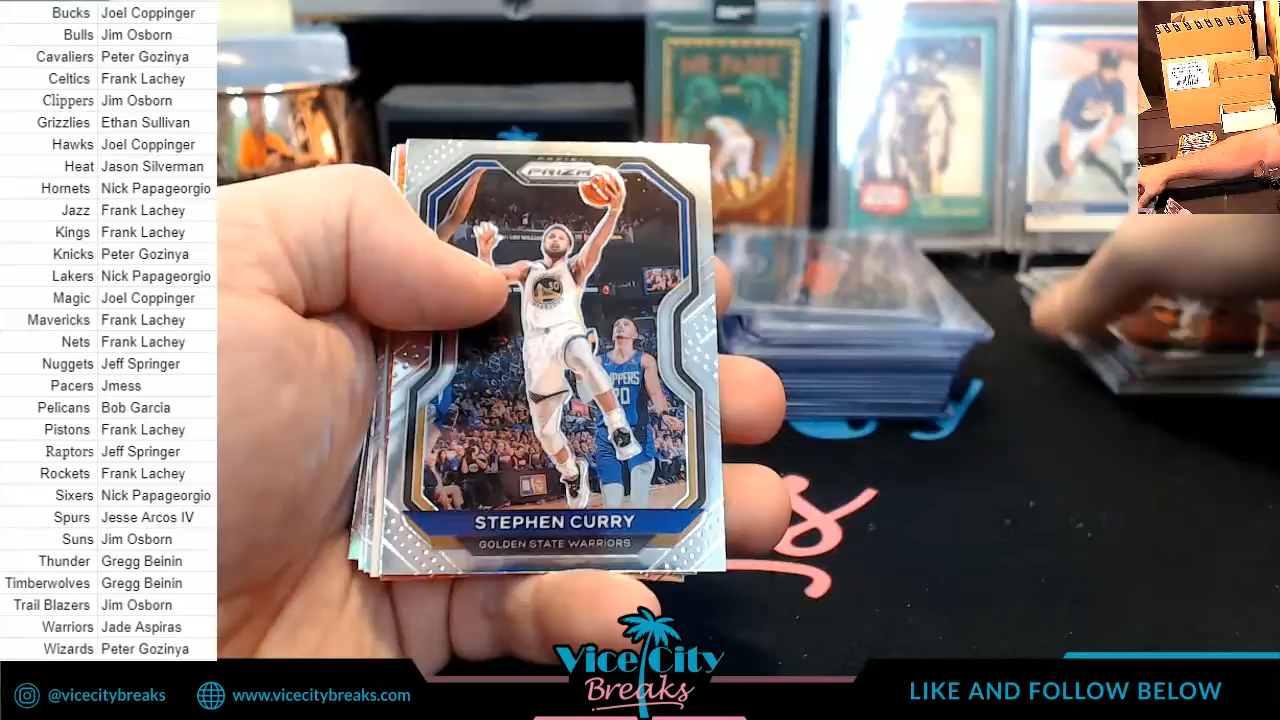 Bucks Joel Coppinger
Bulls Jim Osborn
Cavaliers Peter Gozinya
Celtics Frank Lachey
Clippers Jim Osborn
Grizzlies Ethan Sullivan
Hawks Joel Coppinger
Heat Jason Silverman
Hornets Nick Papageorgio
Jazz Frank Lachey
Kings Frank Lachey
Knicks Peter Gozinya
Lakers Nick Papageorgio
Magic Joel Coppinger
Mavericks Frank Lachey
Nets Frank Lachey
Nuggets Jeff Springer
Pacers Jmess
Pelicans Bob Garcia
Pistons Frank Lachey
Raptors Jeff Springer
Rockets Frank Lachey
Sixers Nick Papageorgio
Spurs Jesse Arcos IV
Suns Jim Osborn
Thunder Gregg Beinin
Timberwolves Gregg Beinin
Trail Blazers Jim Osborn
Warriors Jade Aspiras
Wizards Peter Gozinya
PRIZM
30
20
STEPHEN CURRY
GOLDEN STATE WARRIORS
Vice City
Breaks
@vicecitybreaks
www.vicecitybreaks.com
LIKE AND FOLLOW BELOW